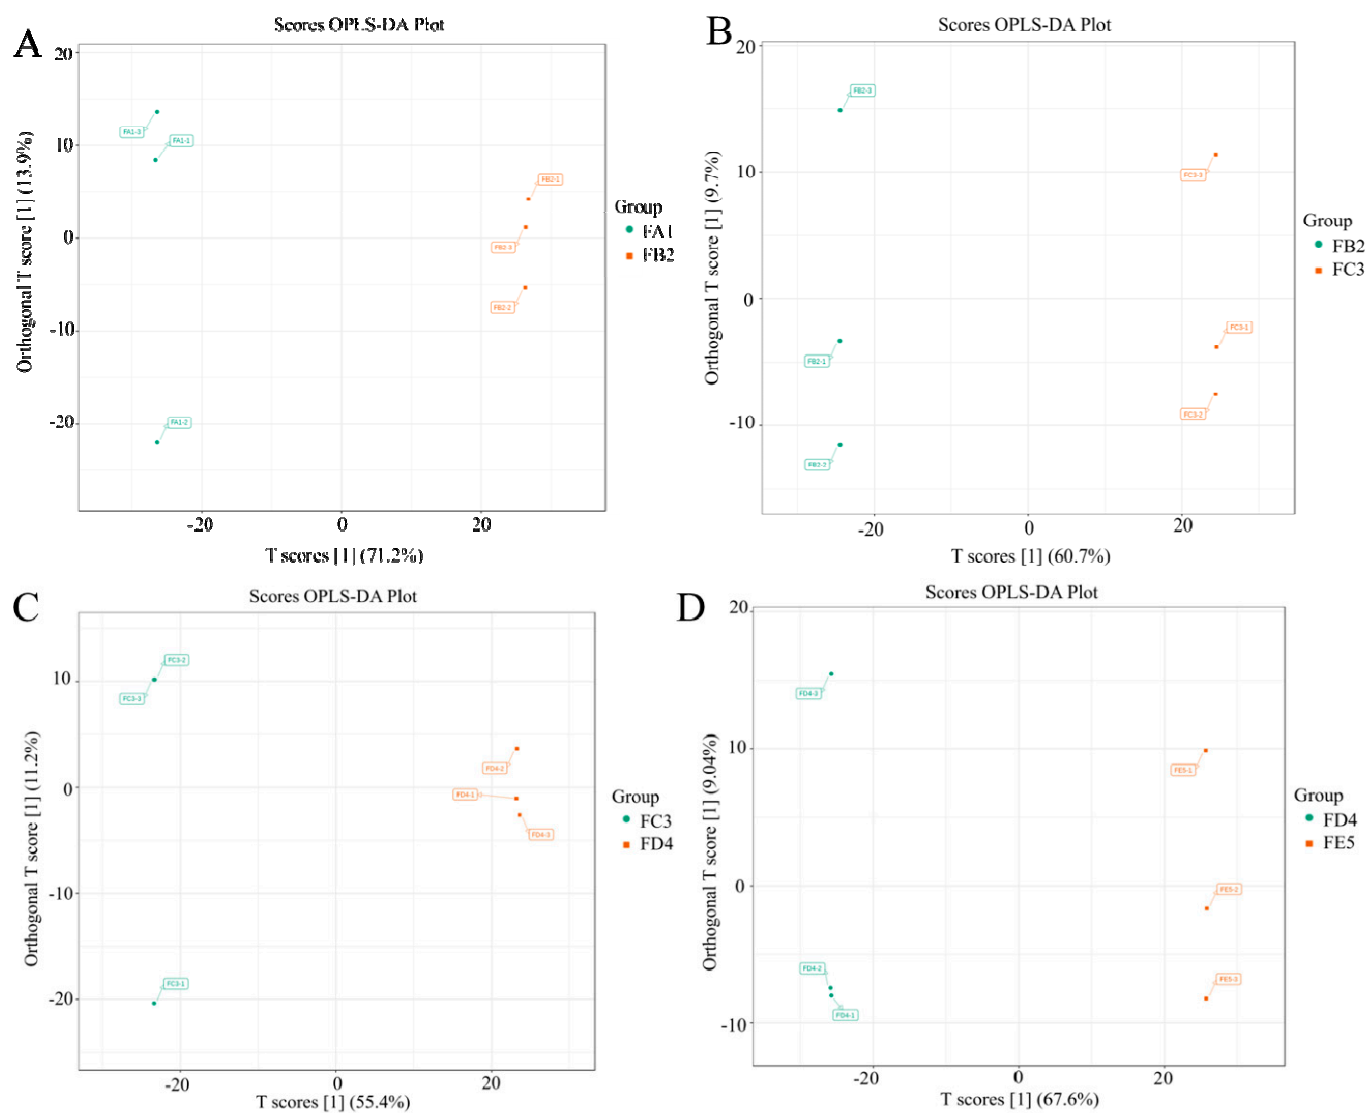 A
Scores OPLS-DA Plot
20
10
0
-10
-20
-20
0
20
Orthogonal T score [1] (13.9%)
T scores [1] (71.2%)
FA1-3
FA1-1
FA1-2
FB2-1
FB2-3
FB2-2
Group
FA1
FB2
B
Scores OPLS-DA Plot
20
10
0
-10
-20
0
20
Orthogonal T score [1] (9.7%)
T scores [1] (60.7%)
FB2-3
FB2-1
FB2-2
FC3-3
FC3-1
FC3-2
Group
FB2
FC3
C
Scores OPLS-DA Plot
10
0
-10
-20
-20
0
20
Orthogonal T score [1] (11.2%)
T scores [1] (55.4%)
FC3-2
FC3-3
FC3-1
FD4-2
FD4-1
FD4-3
Group
FC3
FD4
D
Scores OPLS-DA Plot
20
10
0
-10
-20
0
20
Orthogonal T score [1] (9.04%)
T scores [1] (67.6%)
FD4-3
FD4-2
FD4-1
FE5-1
FE5-2
FE5-3
Group
FD4
FE5